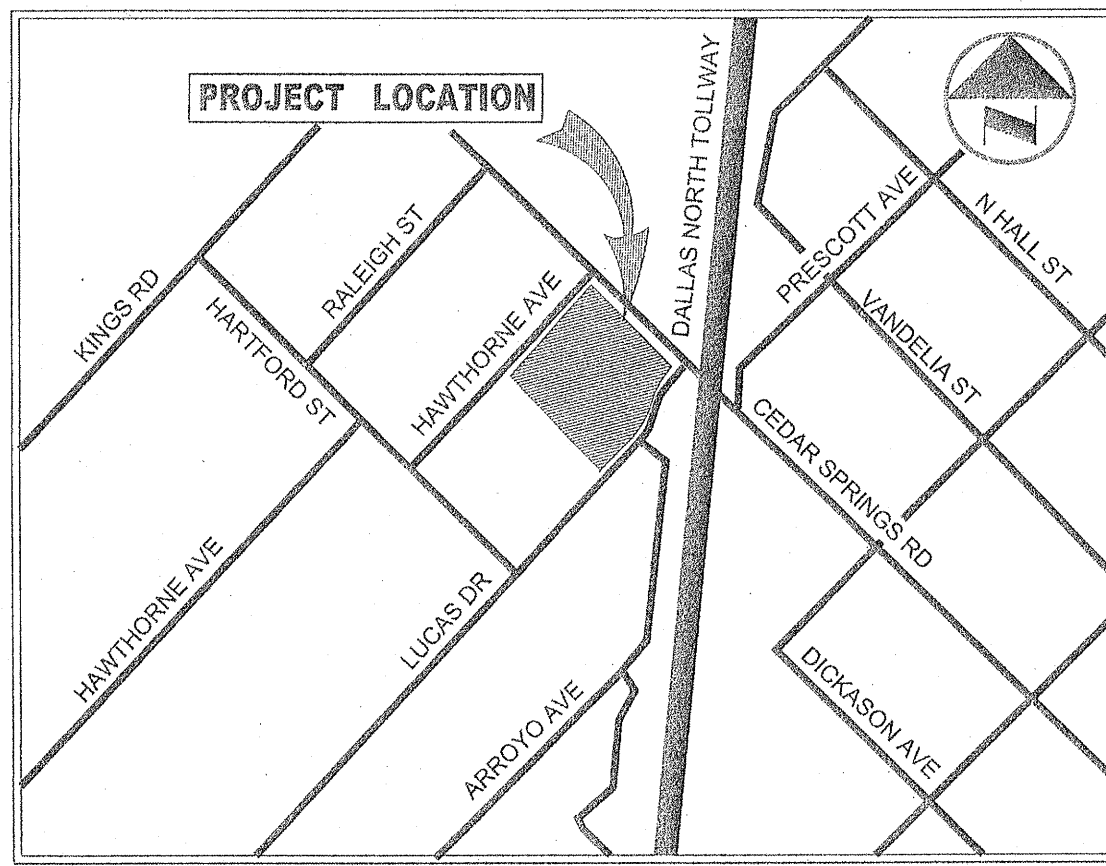 PROJECT LOCATION
DALLAS NORTH TOLLWAY
N
PRESCOTT AVE
N HALL ST
KINGS RD
RALEIGH ST
HARTFORD ST
HAWTHORNE AVE
VANDELIA ST
CEDAR SPRINGS RD
HAWTHORNE AVE
LUCAS DR
ARROYO AVE
DICKASON AVE